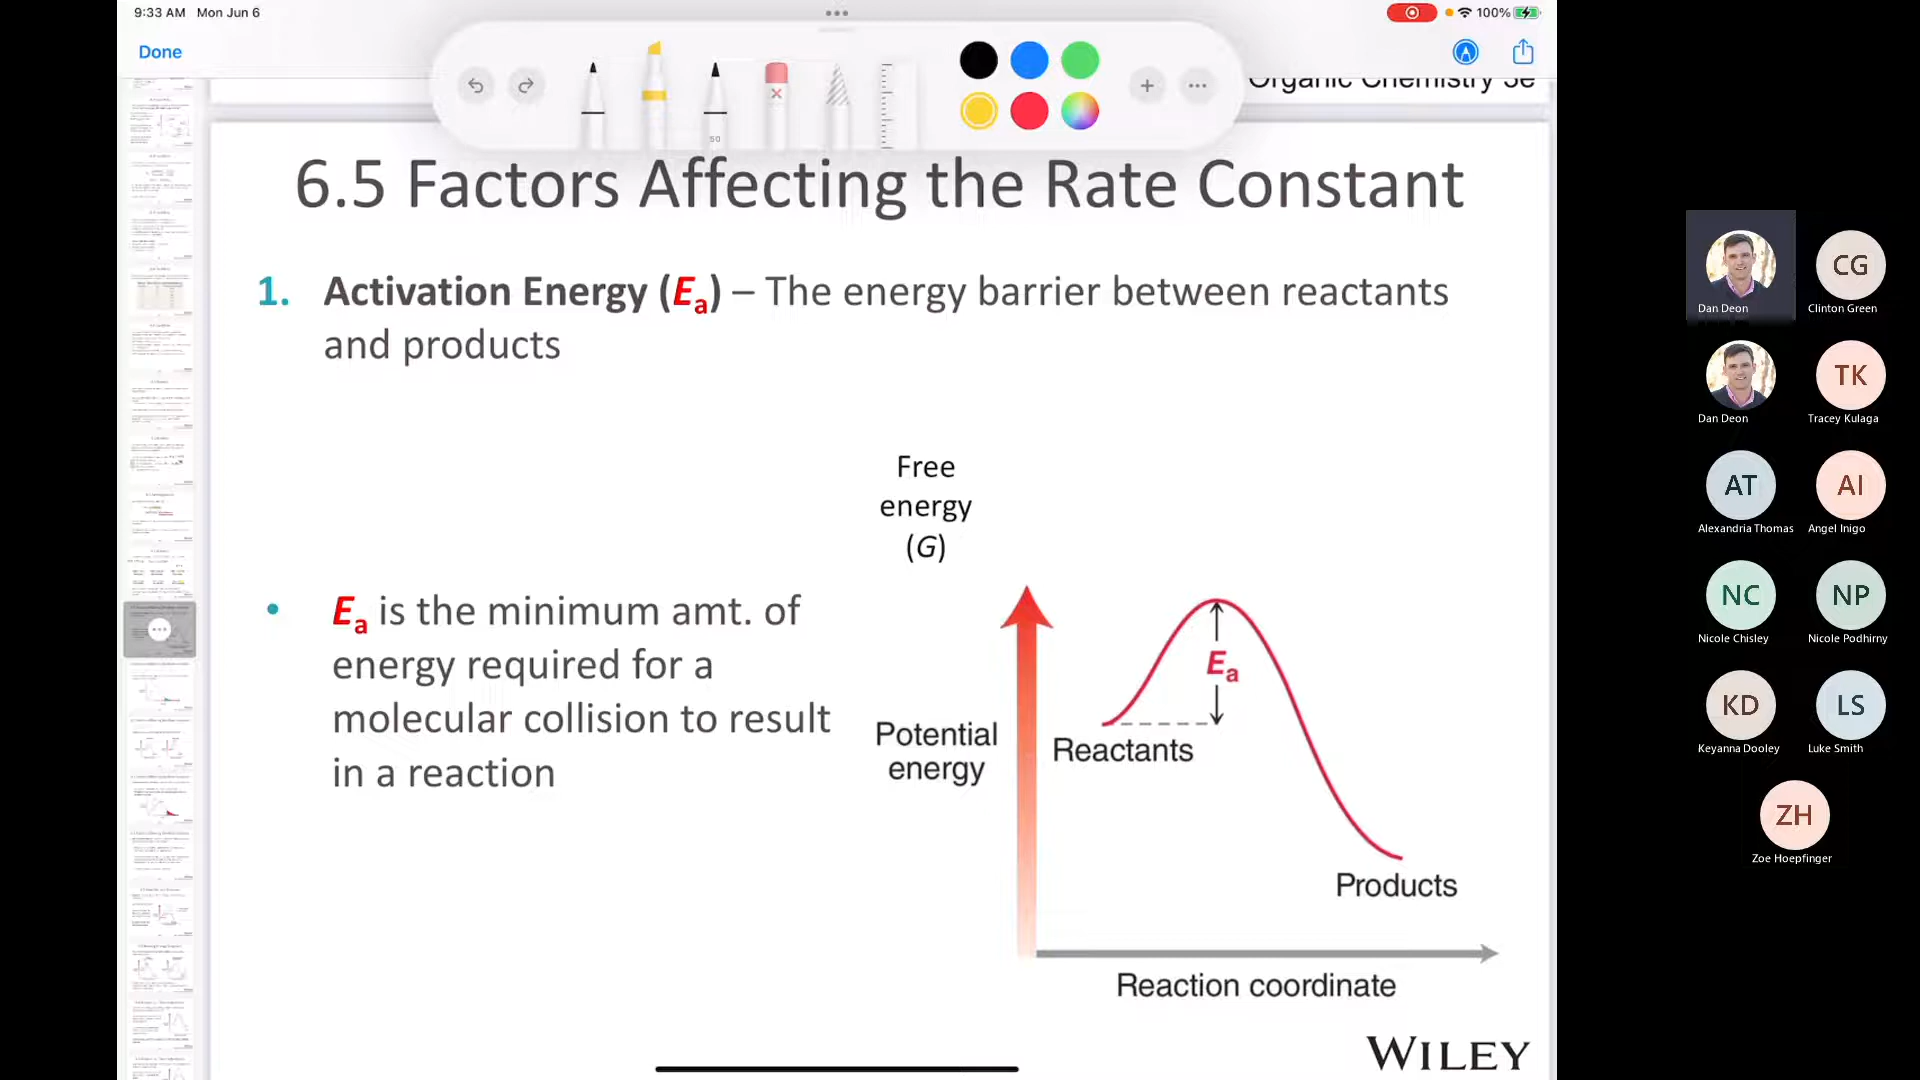 9:33 AM Mon Jun 6
100%
Done
50
Organic Chemistry 3e
6.5 Factors Affecting the Rate Constant
1. Activation Energy (Ea) – The energy barrier between reactants
and products
Free
energy
(G)
• Ea is the minimum amt. of
energy required for a
molecular collision to result
in a reaction
Ea
Potential
energy
Reactants
Products
Reaction coordinate
WILEY
Dan Deon
CG
Clinton Green
Dan Deon
TK
Tracey Kulaga
AT
Alexandria Thomas
AI
Angel Inigo
NC
Nicole Chisley
NP
Nicole Podhirny
KD
Keyanna Dooley
LS
Luke Smith
ZH
Zoe Hoepfinger